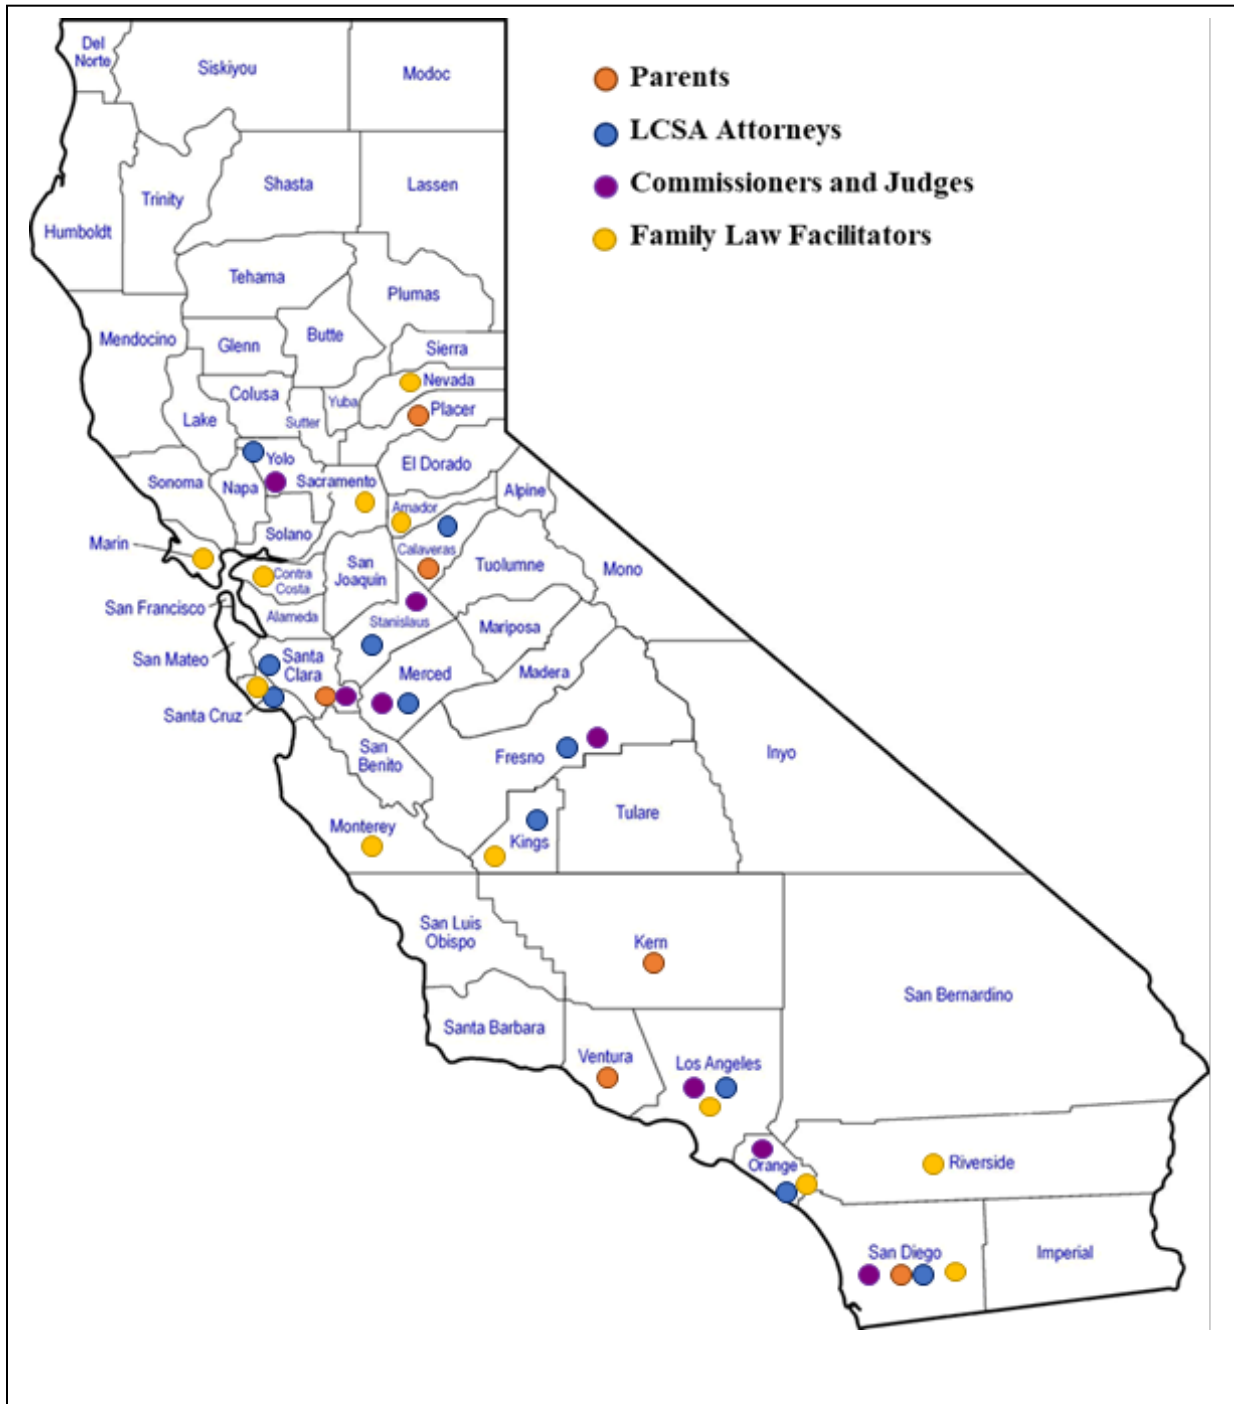 Del
Norte
Siskiyou
Modoc
Parents
LCSA Attorneys
Commissioners and Judges
Family Law Facilitators
Shasta
Lassen
Trinity
Humboldt
Tehama
Plumas
Mendocino
Glenn
Butte
Sierra
Nevada
Colusa
Yuba
Placer
Lake
Sutter
Yolo
El Dorado
Sonoma
Napa
Sacramento
Alpine
Amador
Solano
Marin
Calaveras
San
Joaquin
Tuolumne
Mono
Contra
Costa
San Francisco
Alameda
Stanislaus
Mariposa
San Mateo
Santa
Clara
Merced
Madera
Santa Cruz
San
Benito
Fresno
Inyo
Tulare
Monterey
Kings
San Luis
Obispo
Kern
San Bernardino
Santa Barbara
Ventura
Los Angeles
Orange
Riverside
San Diego
Imperial